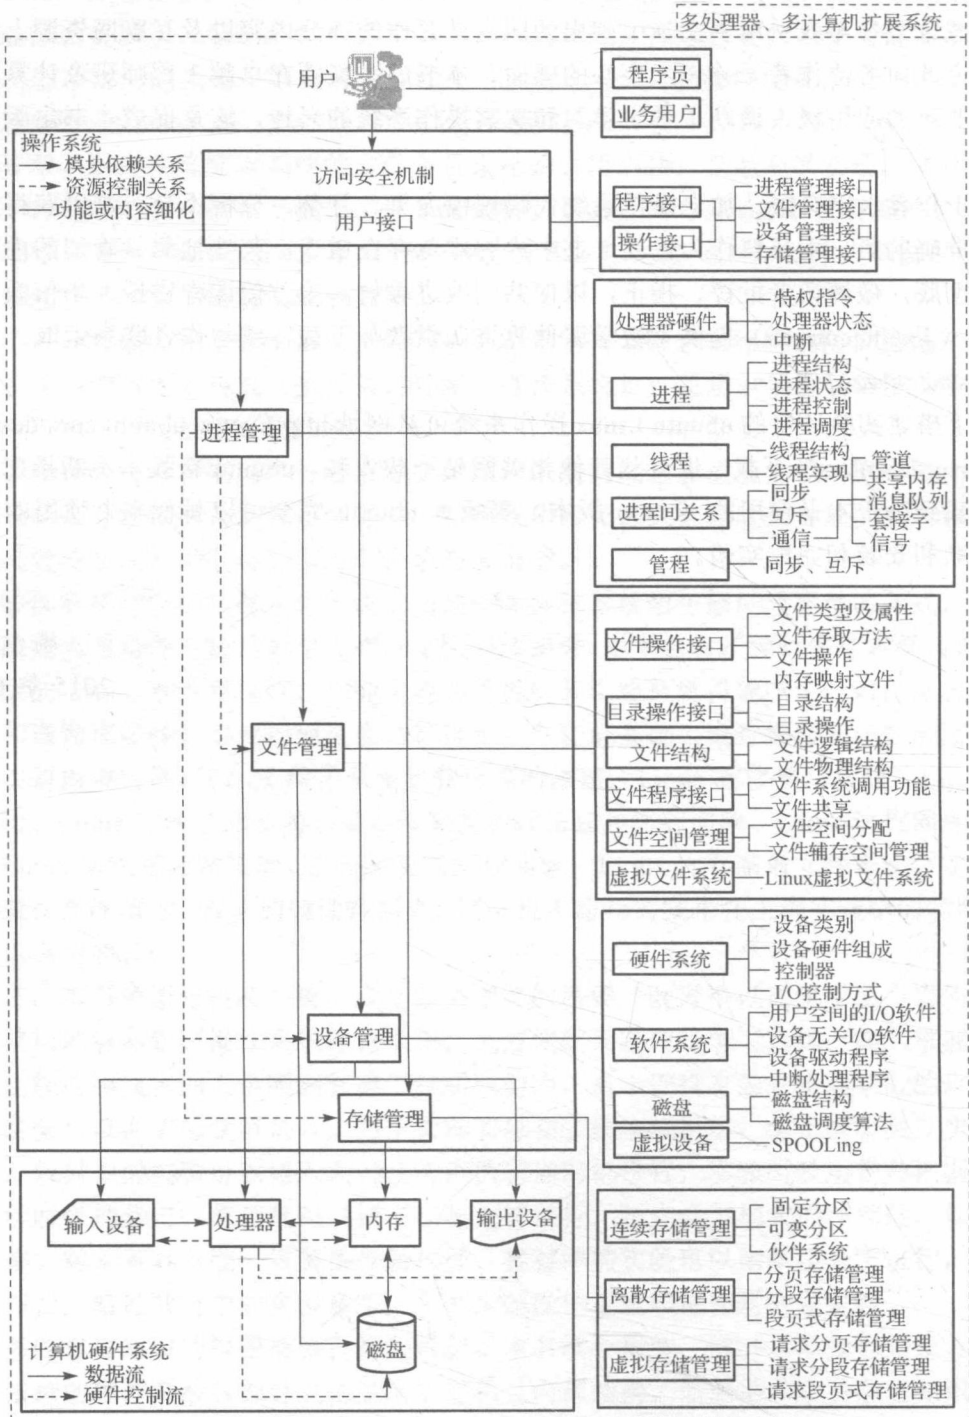 多处理器、多计算机扩展系统
用户
程序员
业务用户
操作系统
模块依赖关系
资源控制关系
功能或内容细化
访问安全机制
用户接口
程序接口
操作接口
进程管理接口
文件管理接口
设备管理接口
存储管理接口
处理器硬件
特权指令
处理器状态
中断
进程
进程结构
进程状态
进程控制
进程调度
线程
线程结构
线程实现
进程间关系
同步
互斥
通信
管道
共享内存
消息队列
套接字
信号
管程
同步、互斥
进程管理
文件操作接口
文件类型及属性
文件存取方法
文件操作
内存映射文件
目录操作接口
目录结构
目录操作
文件管理
文件结构
文件逻辑结构
文件物理结构
文件程序接口
文件系统调用功能
文件共享
文件空间管理
文件空间分配
文件辅存空间管理
虚拟文件系统
Linux虚拟文件系统
硬件系统
设备类别
设备硬件组成
控制器
I/O控制方式
设备管理
软件系统
用户空间的I/O软件
设备无关I/O软件
设备驱动程序
中断处理程序
存储管理
磁盘
磁盘结构
磁盘调度算法
虚拟设备
SPOOLing
输入设备
处理器
内存
输出设备
磁盘
计算机硬件系统
数据流
硬件控制流
连续存储管理
固定分区
可变分区
伙伴系统
离散存储管理
分页存储管理
分段存储管理
段页式存储管理
虚拟存储管理
请求分页存储管理
请求分段存储管理
请求段页式存储管理